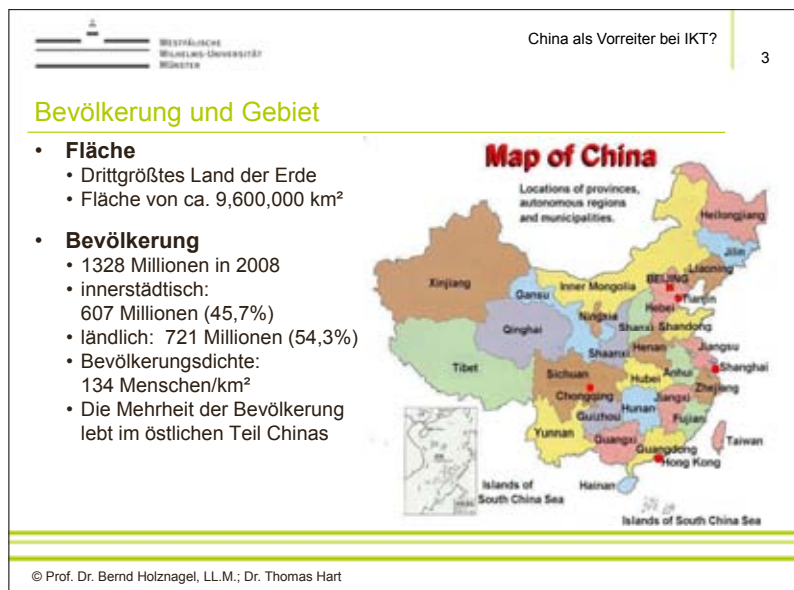 WESTFÄLISCHE
WILHELMS-UNIVERSITÄT
MÜNSTER
China als Vorreiter bei IKT?
3
Bevölkerung und Gebiet
• Fläche
• Drittgrößtes Land der Erde
• Fläche von ca. 9,600,000 km²
• Bevölkerung
• 1328 Millionen in 2008
• innerstädtisch:
607 Millionen (45,7%)
• ländlich: 721 Millionen (54,3%)
• Bevölkerungsdichte:
134 Menschen/km²
• Die Mehrheit der Bevölkerung
lebt im östlichen Teil Chinas
Map of China
Locations of provinces,
autonomous regions
and municipalities.
Heilongjiang
Jilin
Liaoning
BEIJING
Tianjin
Inner Mongolia
Xinjiang
Gansu
Hebei
Ningxia
Shanxi
Shandong
Qinghai
Shaanxi
Henan
Jiangsu
Tibet
Sichuan
Anhui
Shanghai
Hubei
Zhejiang
Chongqing
Jiangxi
Hunan
Guizhou
Fujian
Yunnan
Guangxi
Guangdong
Taiwan
Hong Kong
Hainan
Islands of
South China Sea
Islands of South China Sea
© Prof. Dr. Bernd Holznagel, LL.M.; Dr. Thomas Hart